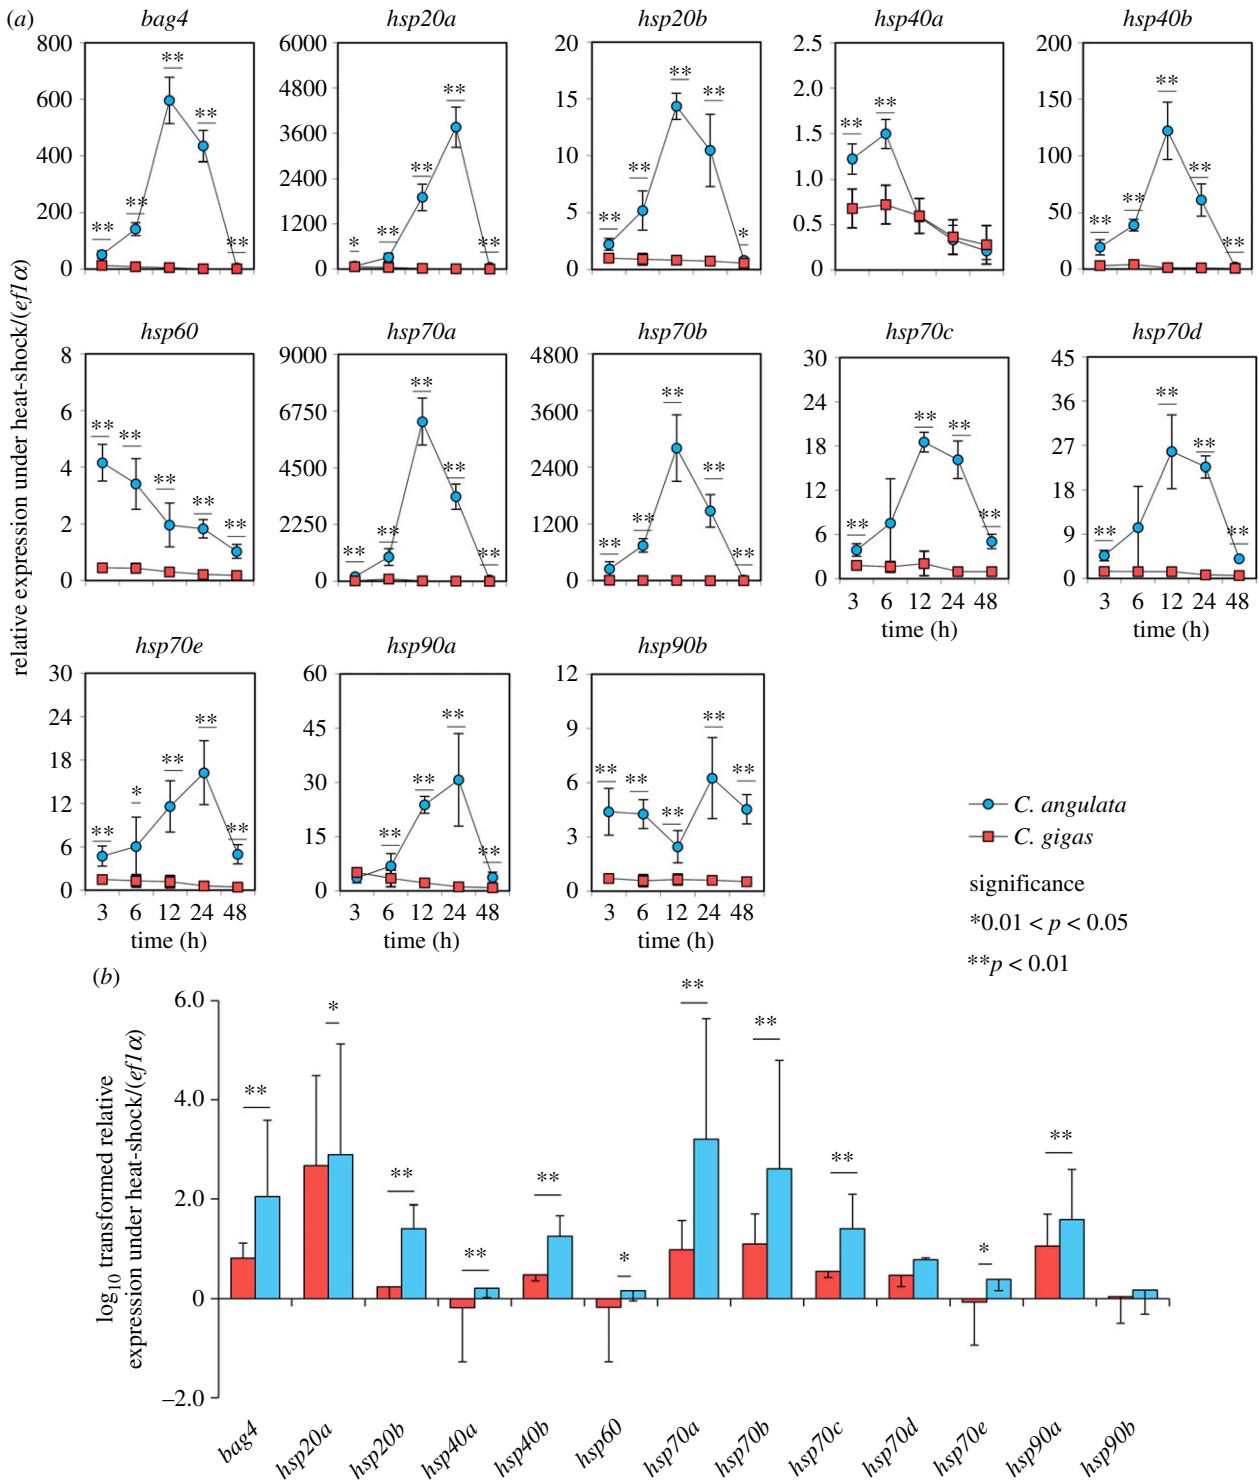 (a)
bag4 hsp20a hsp20b hsp40a hsp40b
800 6000 20 2.5 200
600 4800 15 2.0 150
400 3600 10 1.5 100
200 2400 5 1.0 50
0 1200 0 0.5 0
0 0
** ** ** ** **
* ** ** ** **
** ** ** ** *
** **
** ** ** ** **
relative expression under heat-shock/(ef1α)
hsp60 hsp70a hsp70b hsp70c hsp70d
8 9000 4800 30 45
6 6750 3600 24 36
4 4500 2400 18 27
2 2250 1200 12 18
0 0 0 6 9
0 0
** ** ** ** **
** ** ** ** **
** ** ** ** **
** ** ** **
** ** ** **
3 6 12 24 48 3 6 12 24 48
time (h) time (h)
hsp70e hsp90a hsp90b
30 60 12
24 45 9
18 30 6
12 15 3
6 0 0
0
** * ** ** **
** ** ** **
** ** ** ** **
3 6 12 24 48 3 6 12 24 48 3 6 12 24 48
time (h) time (h) time (h)
C. angulata
C. gigas
significance
*0.01 < p < 0.05
**p < 0.01
(b)
log10 transformed relative
expression under heat-shock/(ef1α)
6.0
4.0
2.0
0
–2.0
** * ** ** ** * ** ** ** * **
bag4 hsp20a hsp20b hsp40a hsp40b hsp60 hsp70a hsp70b hsp70c hsp70d hsp70e hsp90a hsp90b